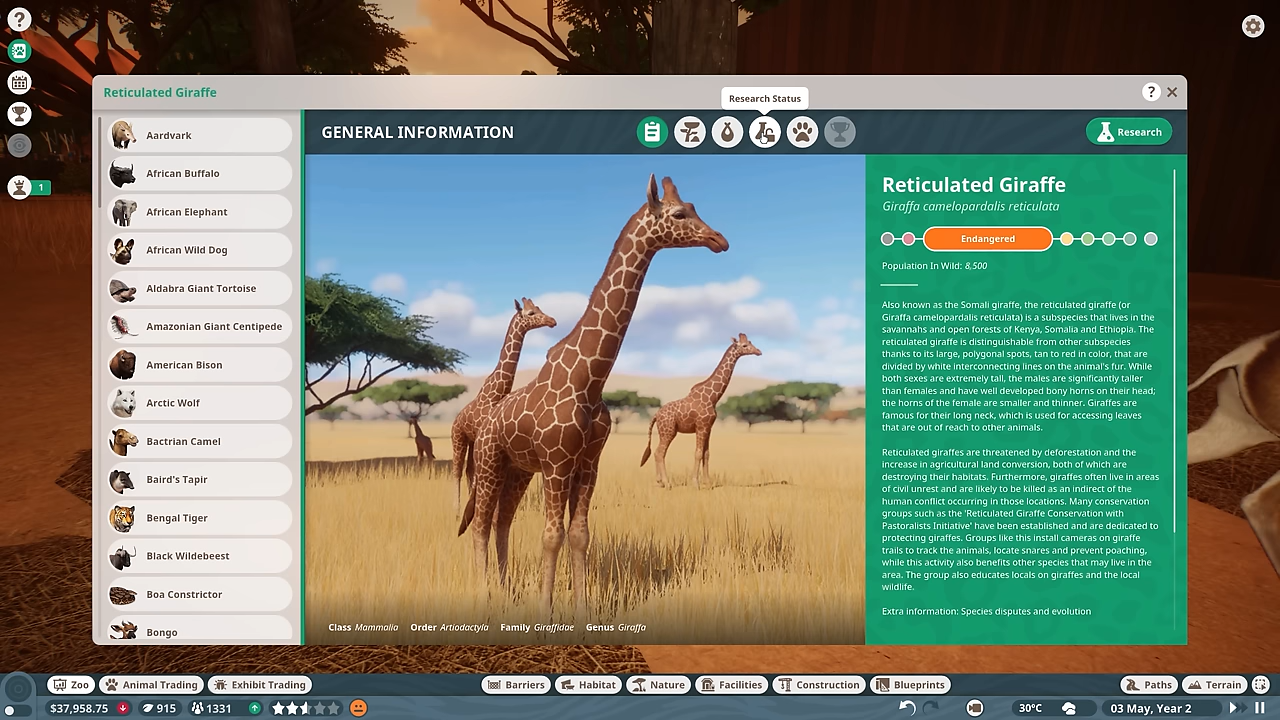 Reticulated Giraffe
?
?
Research Status
GENERAL INFORMATION
Research
Aardvark
African Buffalo
African Elephant
African Wild Dog
Aldabra Giant Tortoise
Amazonian Giant Centipede
American Bison
Arctic Wolf
Bactrian Camel
Baird's Tapir
Bengal Tiger
Black Wildebeest
Boa Constrictor
Bongo
1
Class Mammalia Order Artiodactyla Family Giraffidae Genus Giraffa
Reticulated Giraffe
Giraffa camelopardalis reticulata
Endangered
Population In Wild: 8,500
Also known as the Somali giraffe, the reticulated giraffe (or
Giraffa camelopardalis reticulata) is a subspecies that lives in the
savannahs and open forests of Kenya, Somalia and Ethiopia. The
reticulated giraffe is distinguishable from other subspecies
thanks to its large, polygonal spots, tan to red in color, that are
divided by white interconnecting lines on the animal's fur. While
both sexes are extremely tall, the males are significantly taller
than females and have well developed bony horns on their head;
the horns of the female are smaller and thinner. Giraffes are
famous for their long neck, which is used for accessing leaves
that are out of reach to other animals.
Reticulated giraffes are threatened by deforestation and the
increase in agricultural land conversion, both of which are
destroying their habitats. Furthermore, giraffes often live in areas
of civil unrest and are likely to be killed as an indirect of the
human conflict occurring in those locations. Many conservation
groups such as the 'Reticulated Giraffe Conservation with
Pastoralists Initiative' have been established and are dedicated to
protecting giraffes. Groups like this install cameras on giraffe
trails to track the animals, locate snares and prevent poaching,
while this activity also benefits other species that may live in the
area. The group also educates locals on giraffes and the local
wildlife.
Extra information: Species disputes and evolution
Zoo
Animal Trading
Exhibit Trading
Barriers
Habitat
Nature
Facilities
Construction
Blueprints
Paths
Terrain
$37,958.75
915
1331
30°C
03 May, Year 2